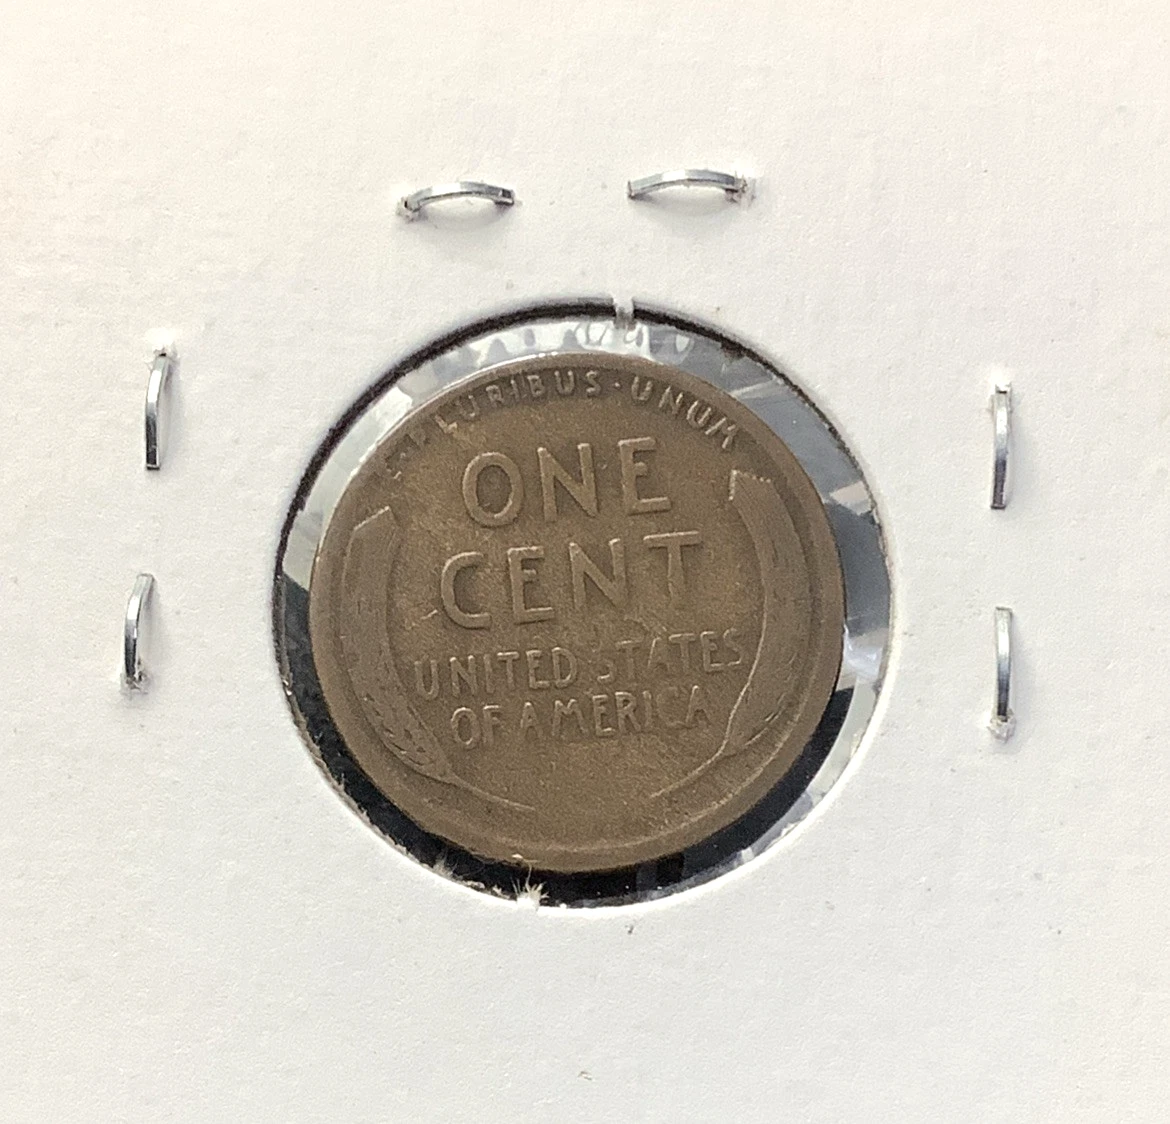 E · PLURIBUS · UNUM
ONE
CENT
UNITED STATES
OF AMERICA